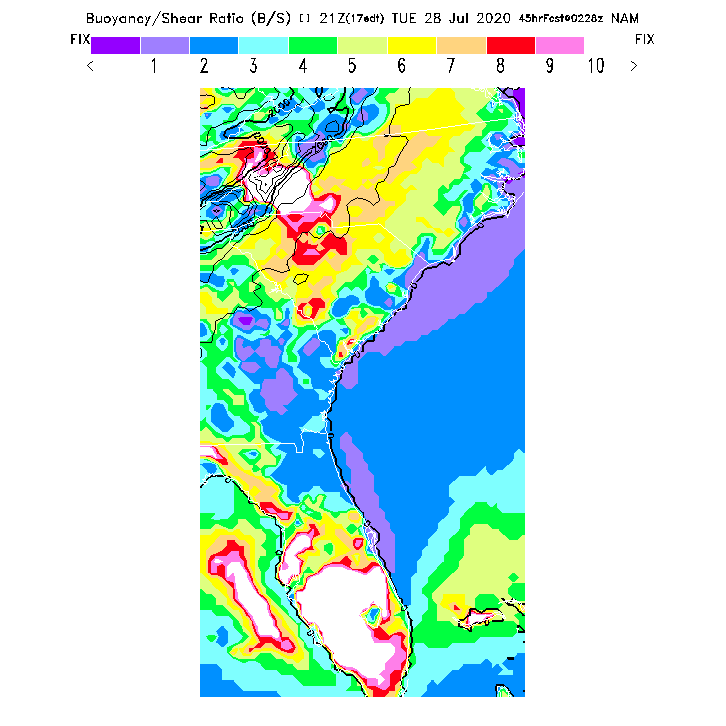 Buoyancy/Shear Ratio (B/S) [] 21Z(17edt) TUE 28 Jul 2020 45hrFcst@0228z NAM
FIX FIX
< 1 2 3 4 5 6 7 8 9 10 >